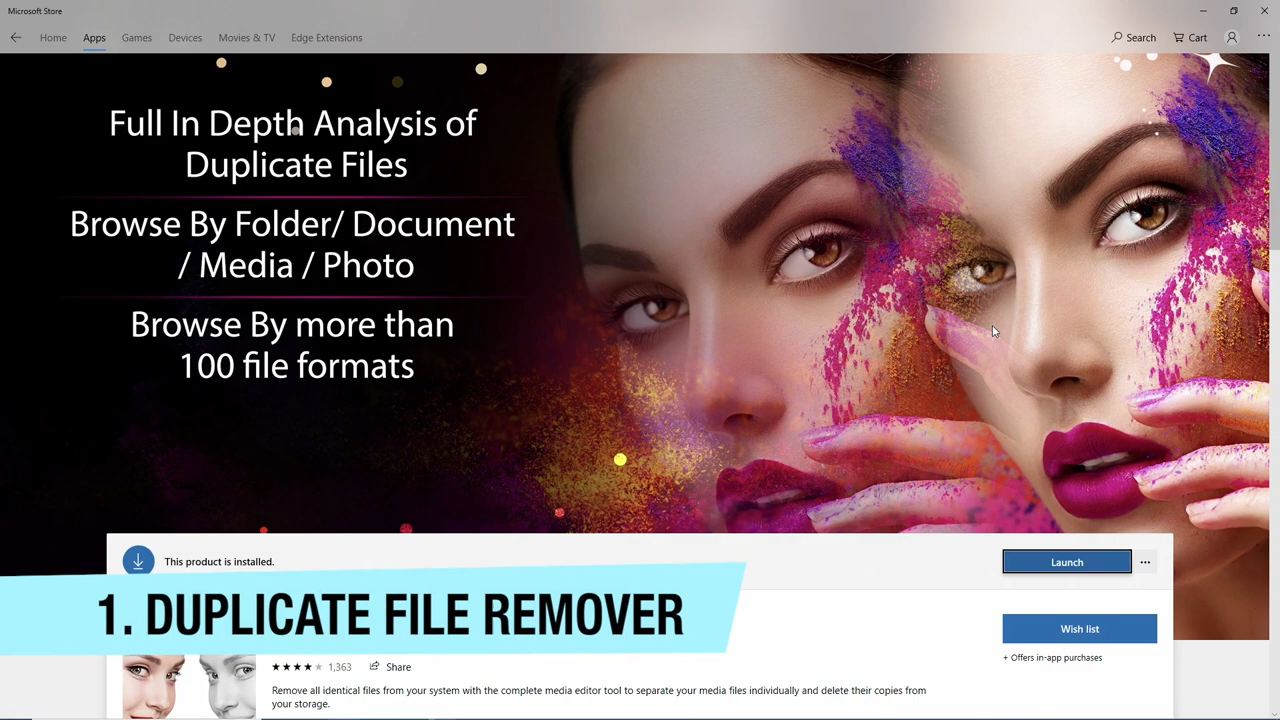 Microsoft Store
Home Apps Games Devices Movies & TV Edge Extensions Search Cart
Full In Depth Analysis of
Duplicate Files
Browse By Folder/ Document
/ Media / Photo
Browse By more than
100 file formats
This product is installed. Launch
1. DUPLICATE FILE REMOVER
Wish list
+ Offers in-app purchases
1,363 Share
Remove all identical files from your system with the complete media editor tool to separate your media files individually and delete their copies from
your storage.